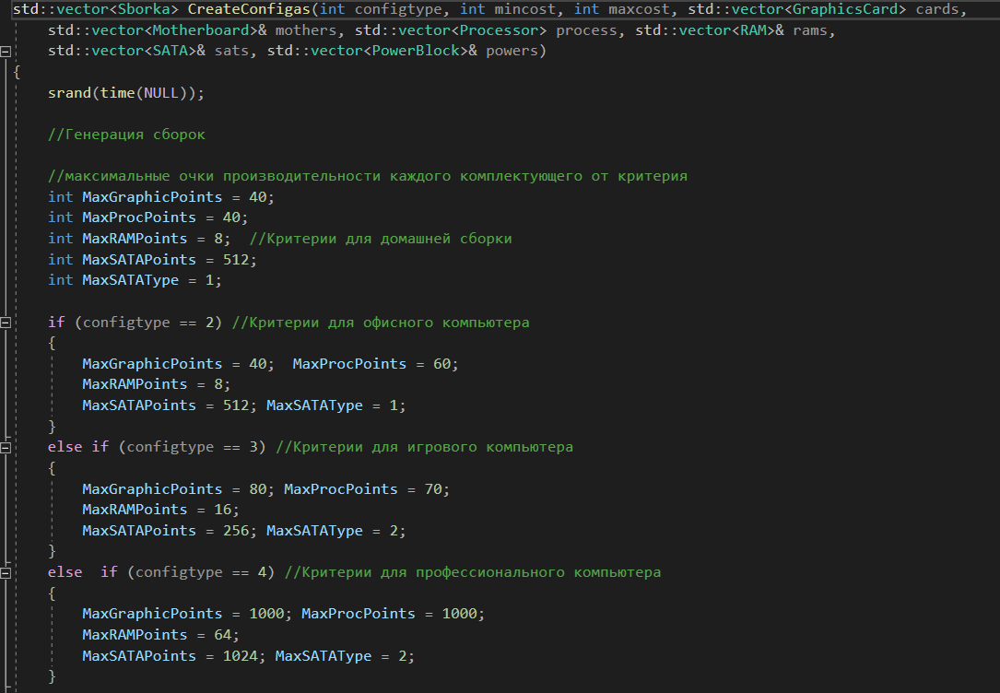 std::vector<Sborka> CreateConfigas(int configtype, int mincost, int maxcost, std::vector<GraphicsCard> cards,
std::vector<Motherboard>& mothers, std::vector<Processor> process, std::vector<RAM>& rams,
std::vector<SATA>& sats, std::vector<PowerBlock>& powers)
{
srand(time(NULL));
//Генерация сборок
//максимальные очки производительности каждого комплектующего от критерия
int MaxGraphicPoints = 40;
int MaxProcPoints = 40;
int MaxRAMPoints = 8;  //Критерии для домашней сборки
int MaxSATAPoints = 512;
int MaxSATAType = 1;
if (configtype == 2) //Критерии для офисного компьютера
{
MaxGraphicPoints = 40;  MaxProcPoints = 60;
MaxRAMPoints = 8;
MaxSATAPoints = 512; MaxSATAType = 1;
}
else if (configtype == 3) //Критерии для игрового компьютера
{
MaxGraphicPoints = 80; MaxProcPoints = 70;
MaxRAMPoints = 16;
MaxSATAPoints = 256; MaxSATAType = 2;
}
else  if (configtype == 4) //Критерии для профессионального компьютера
{
MaxGraphicPoints = 1000; MaxProcPoints = 1000;
MaxRAMPoints = 64;
MaxSATAPoints = 1024; MaxSATAType = 2;
}